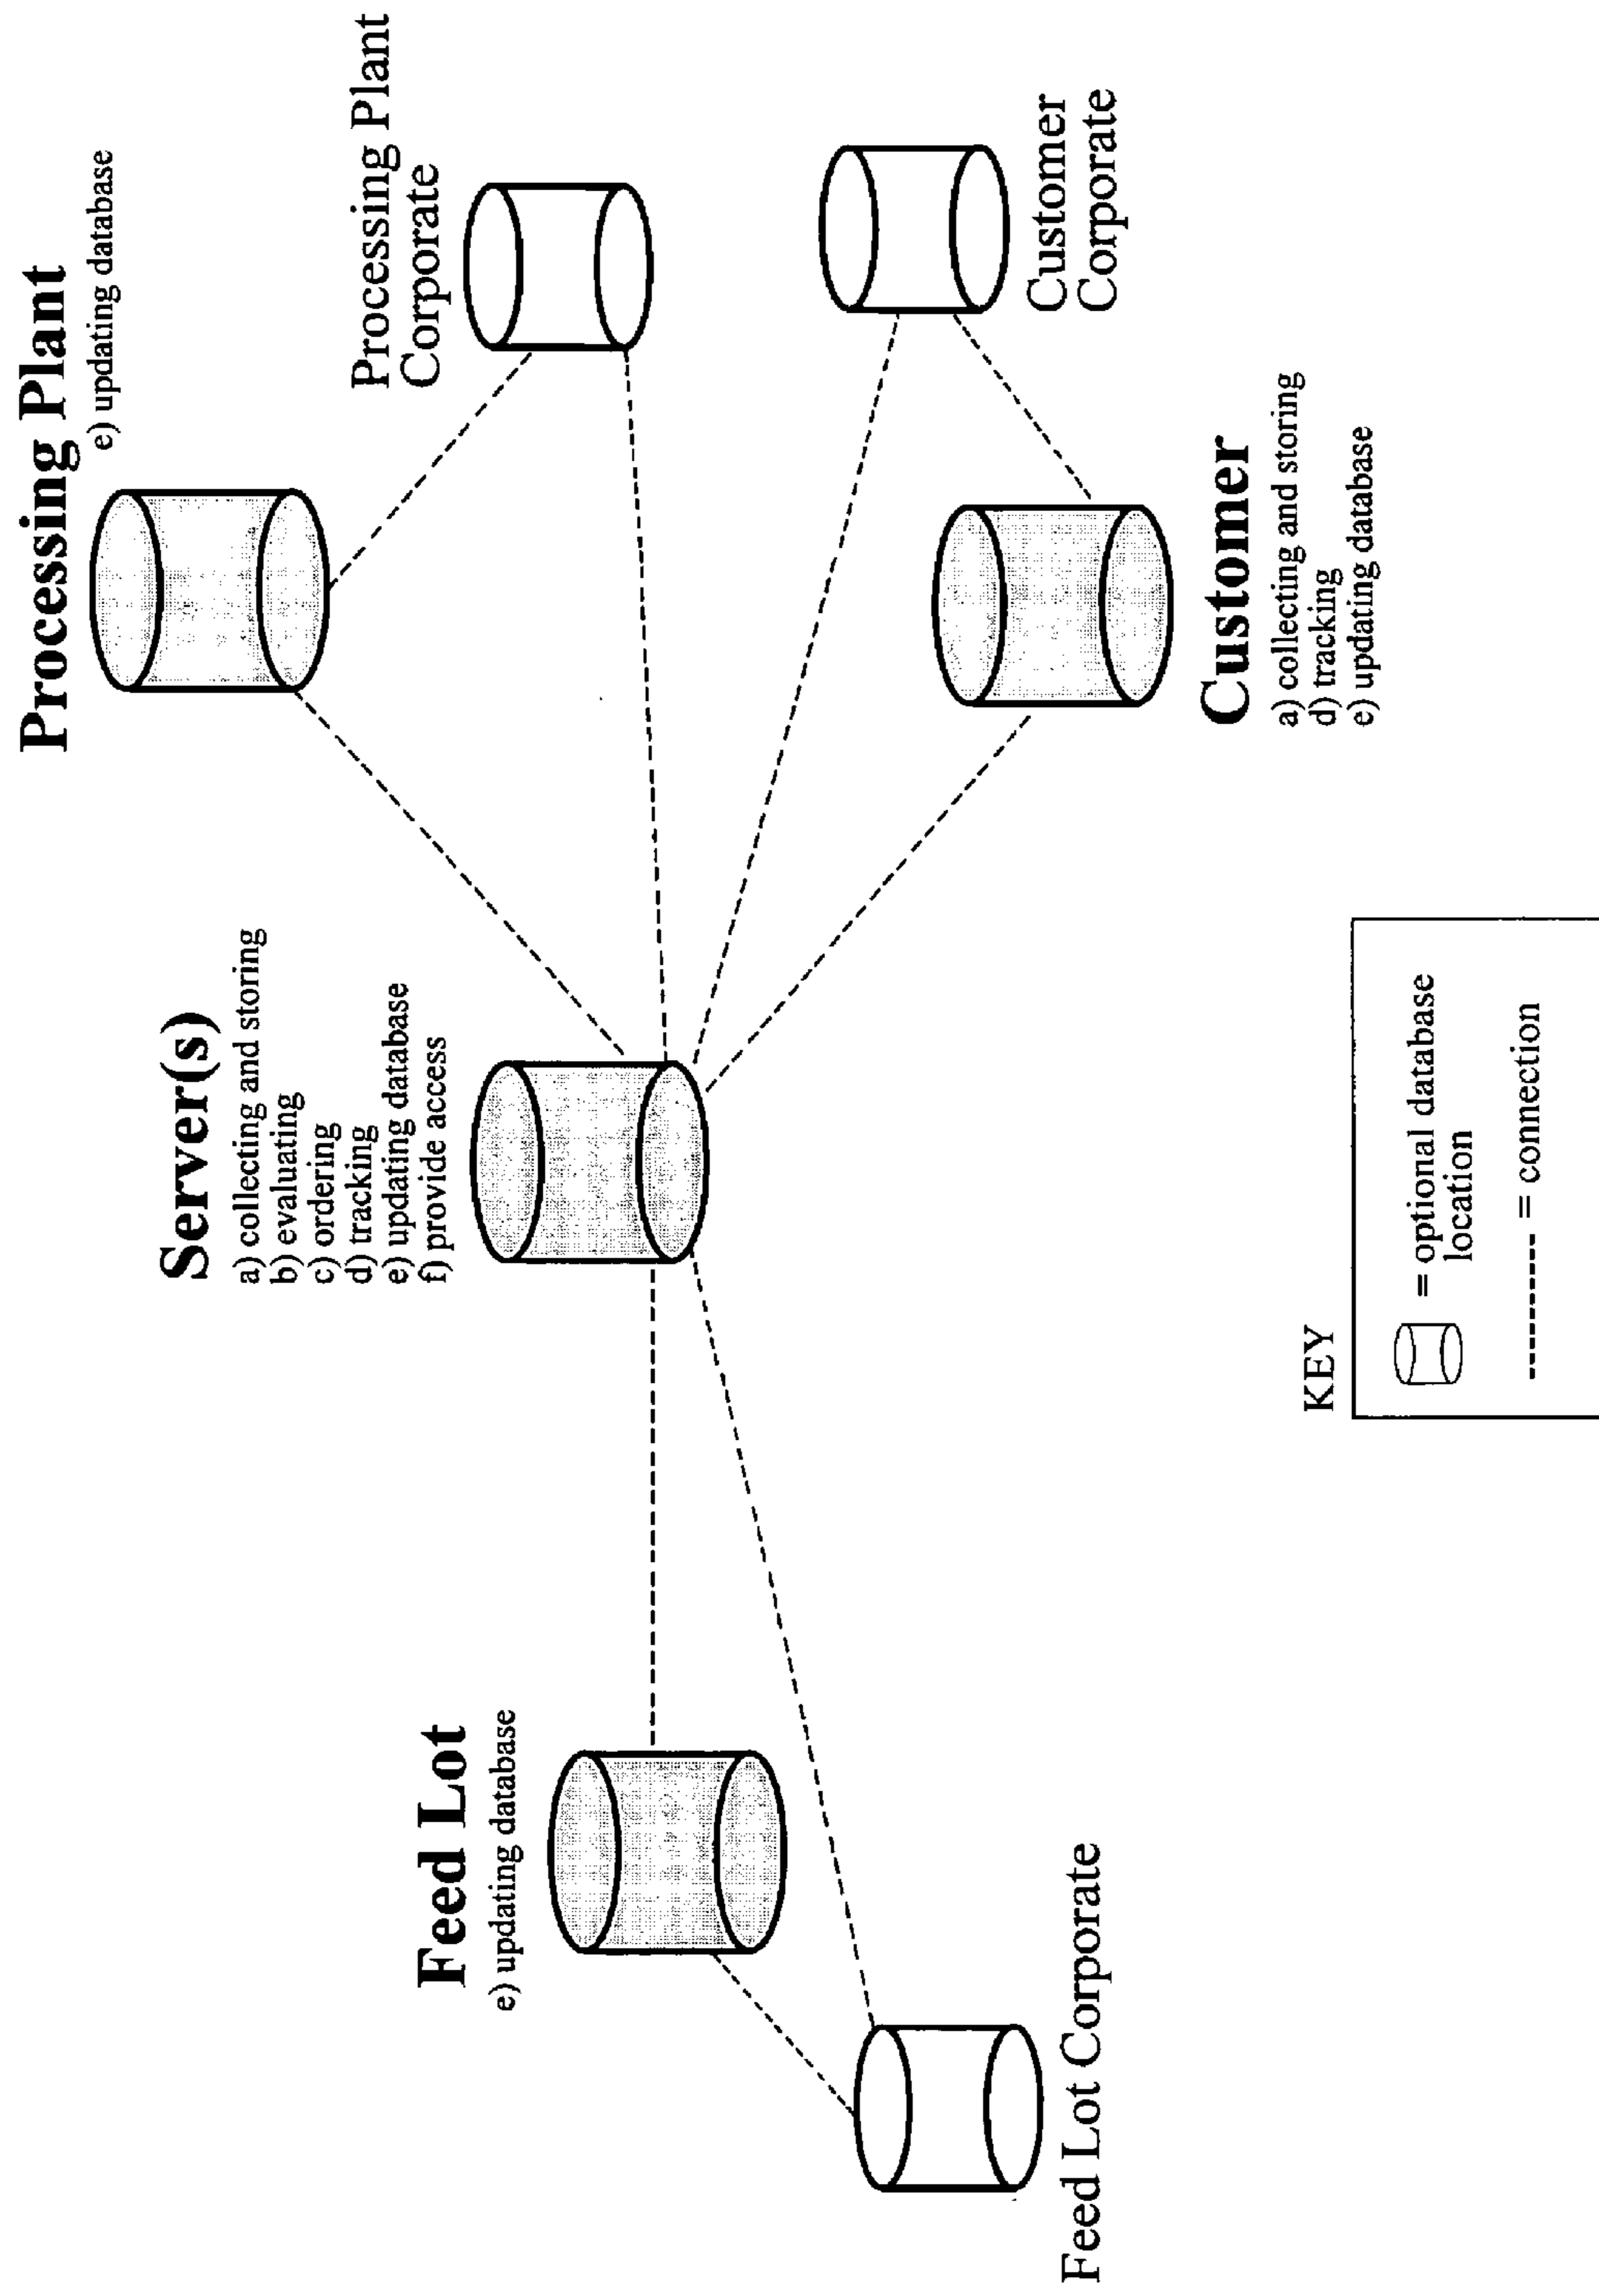 Processing Plant
e) updating database
Processing Plant
Corporate
Server(s)
a) collecting and storing
b) evaluating
c) ordering
d) tracking
e) updating database
f) provide access
Feed Lot
e) updating database
Customer
Corporate
Feed Lot Corporate
Customer
a) collecting and storing
d) tracking
e) updating database
KEY
= optional database
location
= connection